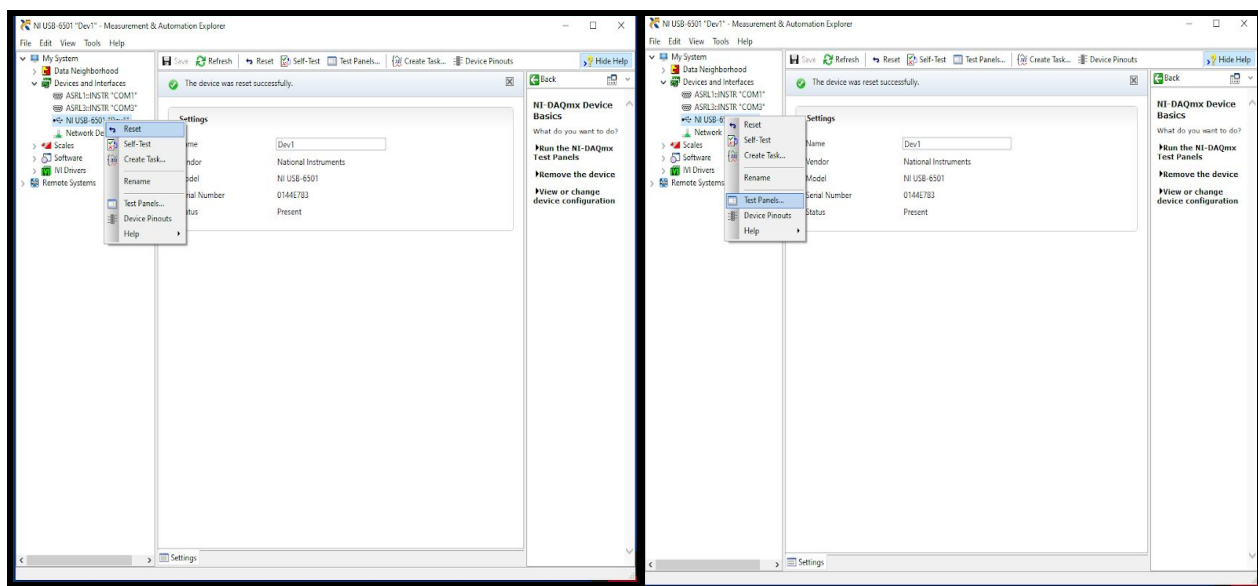 NI USB-6501 "Dev1" - Measurement & Automation Explorer
File Edit View Tools Help
My System
Data Neighborhood
Devices and Interfaces
ASRL1::INSTR "COM1"
ASRL3::INSTR "COM3"
NI USB-6501 "Dev1"
Network De
Scales
Software
IVI Drivers
Remote Systems
Reset
Self-Test
Create Task...
Rename
Test Panels...
Device Pinouts
Help
Save Refresh Reset Self-Test Test Panels... Create Task... Device Pinouts Hide Help
The device was reset successfully.
Settings
me Dev1
ndor National Instruments
odel NI USB-6501
rial Number 0144E783
atus Present
Settings
Back
NI-DAQmx Device
Basics
What do you want to do?
Run the NI-DAQmx
Test Panels
Remove the device
View or change
device configuration
NI USB-6501 "Dev1" - Measurement & Automation Explorer
File Edit View Tools Help
My System
Data Neighborhood
Devices and Interfaces
ASRL1::INSTR "COM1"
ASRL3::INSTR "COM3"
NI USB-6
Network
Scales
Software
IVI Drivers
Remote Systems
Reset
Self-Test
Create Task...
Rename
Test Panels...
Device Pinouts
Help
Save Refresh Reset Self-Test Test Panels... Create Task... Device Pinouts Hide Help
The device was reset successfully.
Settings
Name Dev1
Vendor National Instruments
Model NI USB-6501
Serial Number 0144E783
Status Present
Settings
Back
NI-DAQmx Device
Basics
What do you want to do?
Run the NI-DAQmx
Test Panels
Remove the device
View or change
device configuration